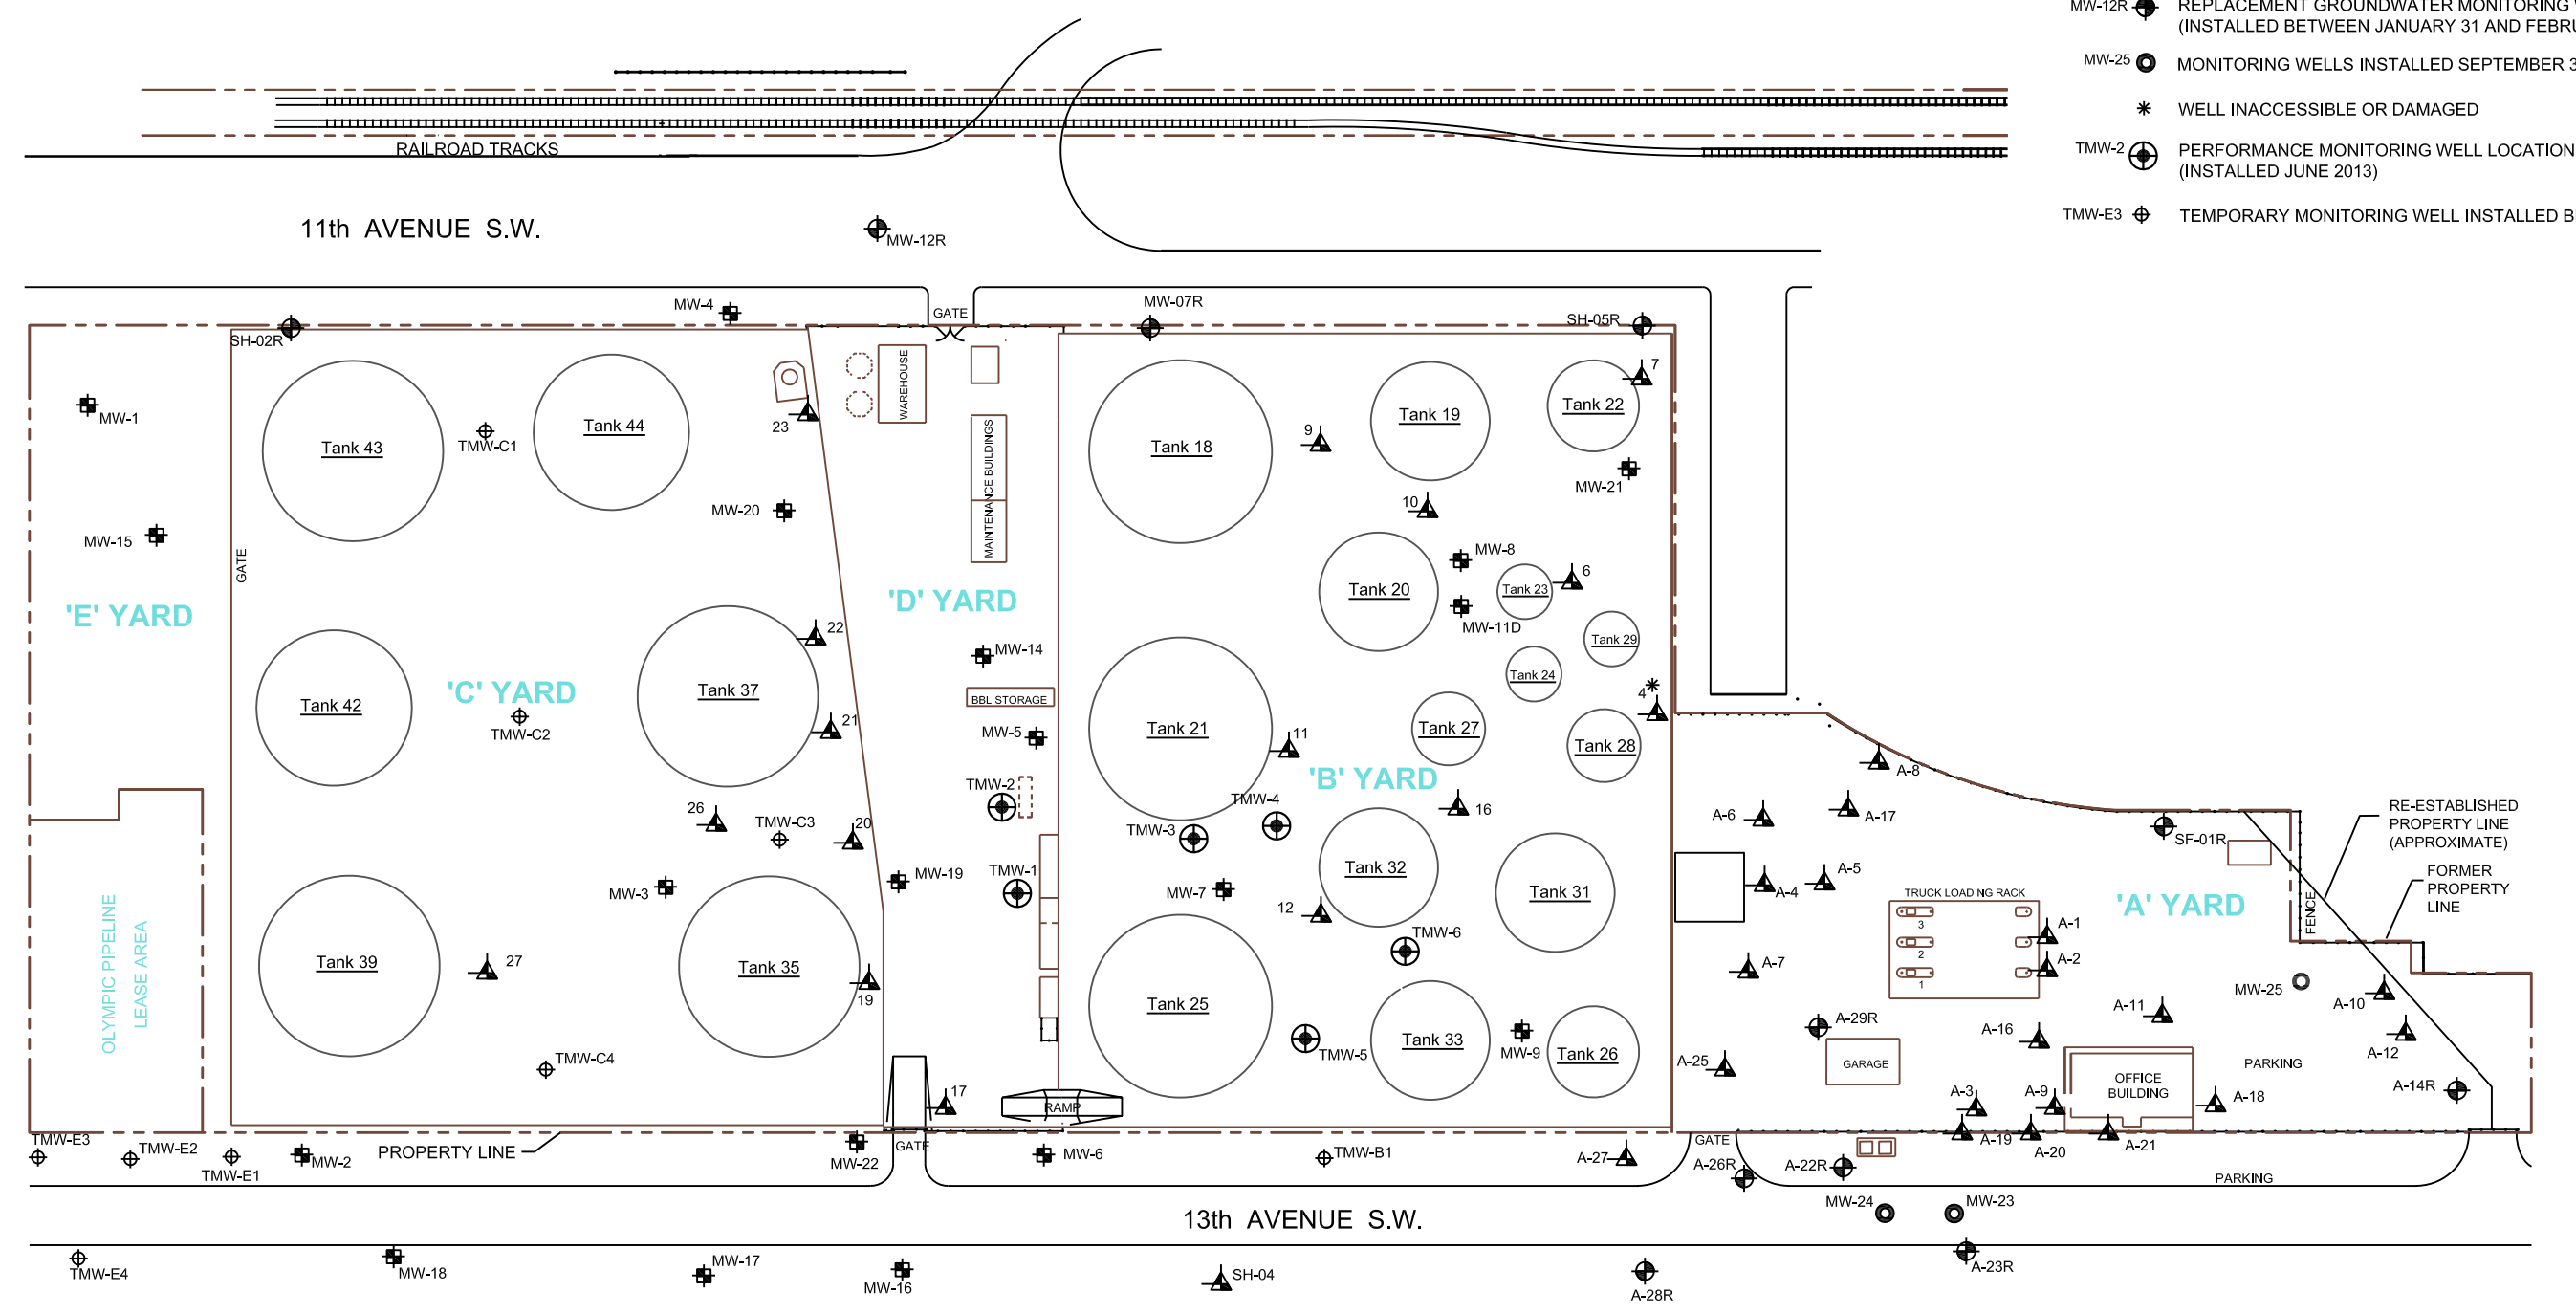 MW-12R
REPLACEMENT GROUNDWATER MONITORING
(INSTALLED BETWEEN JANUARY 31 AND
MW-25
MONITORING WELLS INSTALLED SEPTEMBER
WELL INACCESSIBLE OR DAMAGED
TMW-2
PERFORMANCE MONITORING WELL LOCATION
(INSTALLED JUNE 2013)
TMW-E3
TEMPORARY MONITORING WELL INSTALLED
RAILROAD TRACKS
11th AVENUE S.W.
MW-12R
MW-4
GATE
MW-07R
SH-05R
SH-02R
WAREHOUSE
7
MW-1
23
TMW-C1
Tank 43
Tank 44
Tank 18
9
Tank 19
Tank 22
MAINTENANCE BUILDINGS
MW-20
10
MW-21
MW-15
GATE
MW-8
6
'E' YARD
'D' YARD
Tank 20
Tank 23
MW-11D
22
MW-14
Tank 29
Tank 24
'C' YARD
Tank 42
Tank 37
BBL STORAGE
4
TMW-C2
21
MW-5
Tank 21
11
Tank 27
Tank 28
'B' YARD
A-8
TMW-2
TMW-4
16
A-6
A-17
RE-ESTABLISHED
PROPERTY LINE
(APPROXIMATE)
26
TMW-C3
20
TMW-3
SF-01R
MW-3
MW-19
TMW-1
MW-7
Tank 32
Tank 31
A-4
A-5
FORMER
PROPERTY
LINE
TRUCK LOADING RACK
'A' YARD
FENCE
12
3
2
1
A-1
A-2
OLYMPIC PIPELINE
LEASE AREA
Tank 39
27
Tank 35
19
TMW-6
A-7
MW-25
A-10
Tank 25
A-11
A-29R
A-16
A-12
TMW-C4
TMW-5
Tank 33
MW-9
Tank 26
A-25
GARAGE
OFFICE
BUILDING
PARKING
A-14R
17
RAMP
A-3
A-9
A-18
TMW-E3
TMW-E2
TMW-E1
MW-2
PROPERTY LINE
MW-22
GATE
MW-6
TMW-B1
A-27
GATE
A-19
A-20
A-21
A-26R
A-22R
PARKING
MW-24
MW-23
13th AVENUE S.W.
TMW-E4
MW-18
MW-17
MW-16
SH-04
A-28R
A-23R